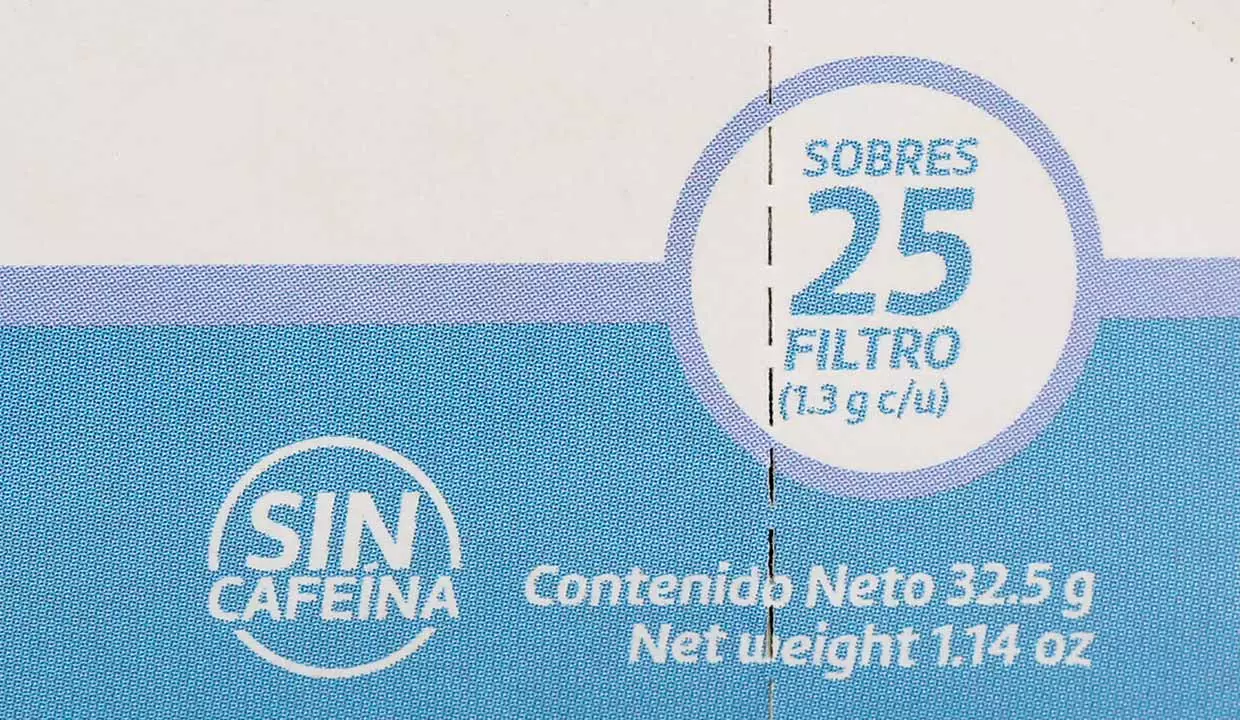 SOBRES
25
FILTRO
(1.3 g c/u)
SIN
CAFEÍNA
Contenido Neto 32.5 g
Net weight 1.14 oz